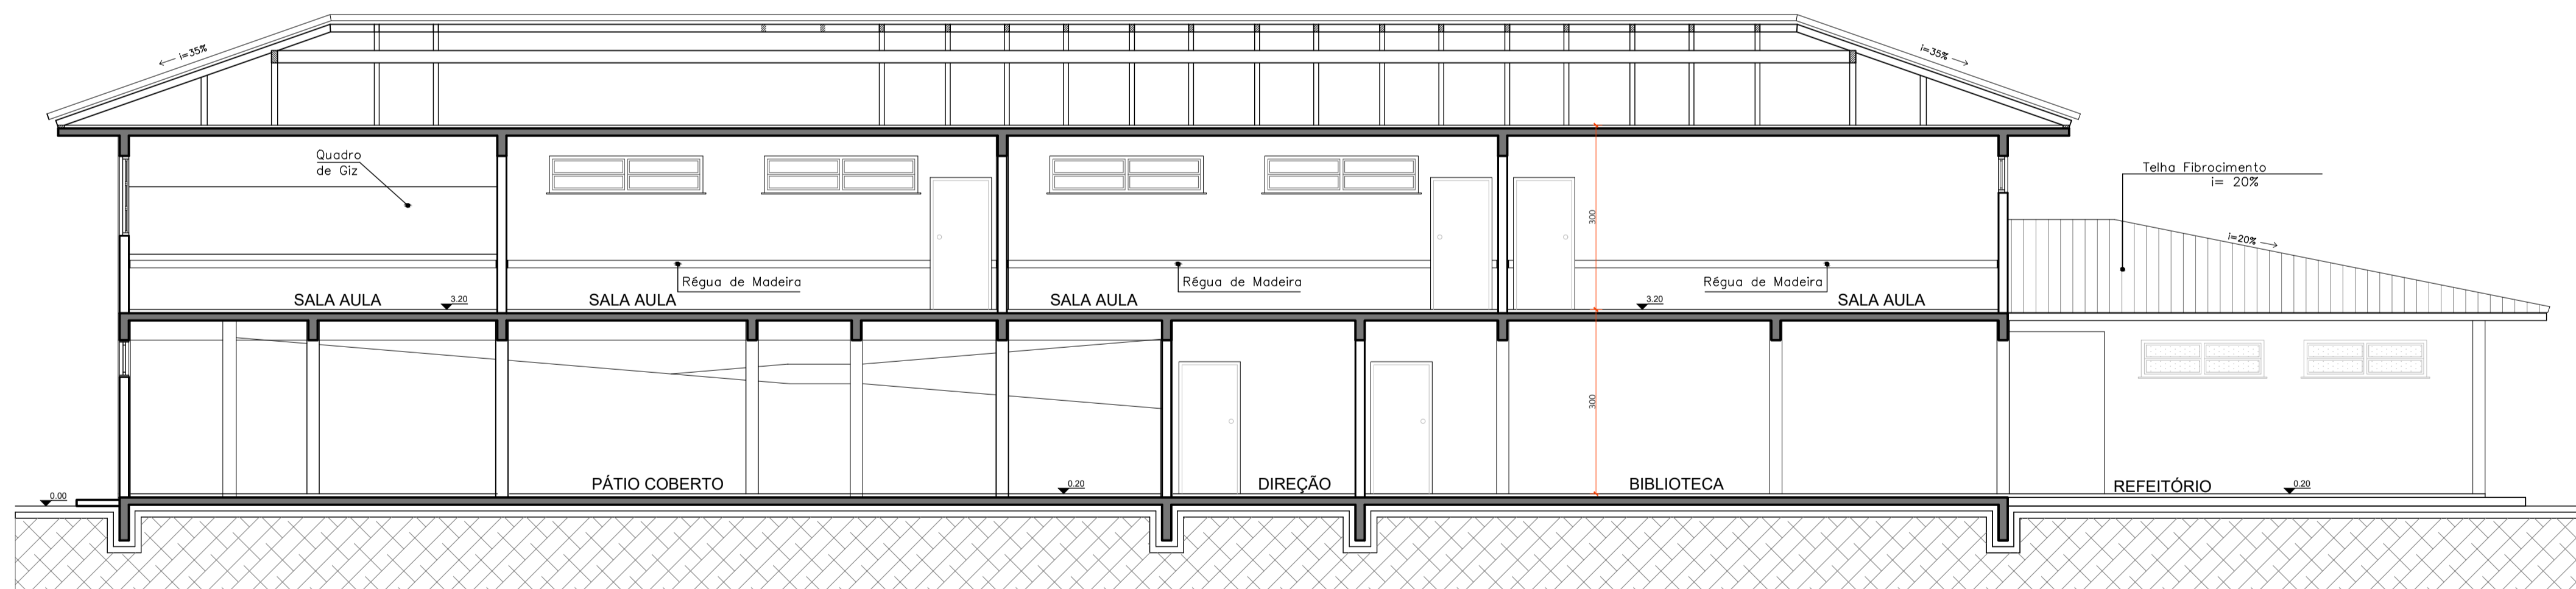 i=35%
i=35%
Quadro
de Giz
Telha Fibrocimento
i= 20%
300
i=20%
Régua de Madeira
Régua de Madeira
Régua de Madeira
SALA AULA
3.20
SALA AULA
SALA AULA
3.20
SALA AULA
300
0.00
PÁTIO COBERTO
0.20
DIREÇÃO
BIBLIOTECA
REFEITÓRIO
0.20